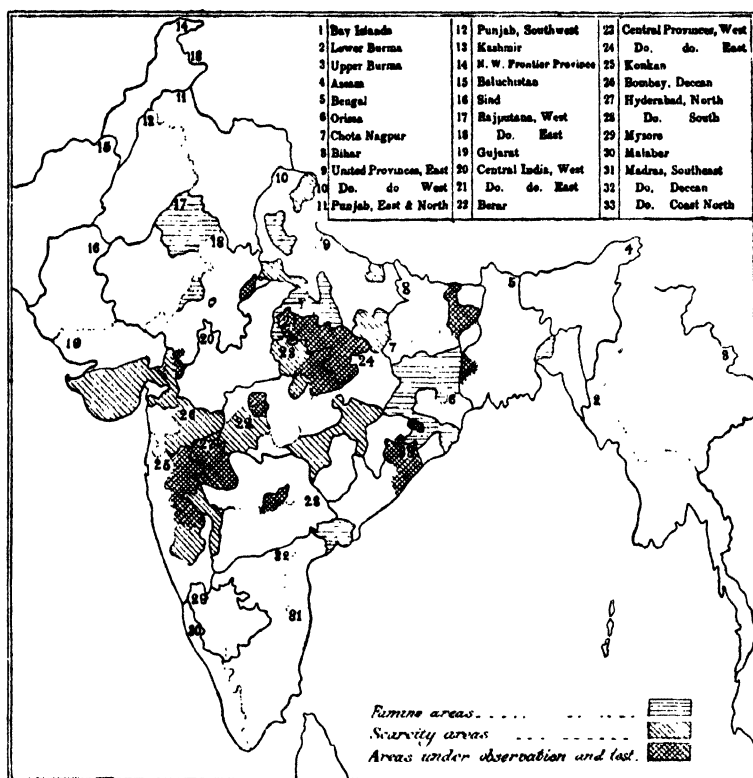 1 Bay Islands
2 Lower Burma
3 Upper Burma
4 Assam
5 Bengal
6 Orissa
7 Chota Nagpur
8 Bihar
9 United Provinces, East
10 Do. do West
11 Punjab, East & North
12 Punjab, Southwest
13 Kashmir
14 N. W. Frontier Province
15 Baluchistan
16 Sind
17 Rajputana, West
18 Do. East
19 Gujarat
20 Central India, West
21 Do. do. East
22 Berar
23 Central Provinces, West
24 Do. do. East
25 Konkan
26 Bombay, Deccan
27 Hyderabad, North
28 Do. South
29 Mysore
30 Malabar
31 Madras, Southeast
32 Do. Deccan
33 Do. Coast North
14
11
12
15
10
17
16
18
9
4
5
8
20
19
7
24
23
3
6
2
22
25
28
32
29
31
30
Famine areas
Scarcity areas
Areas under observation and test.